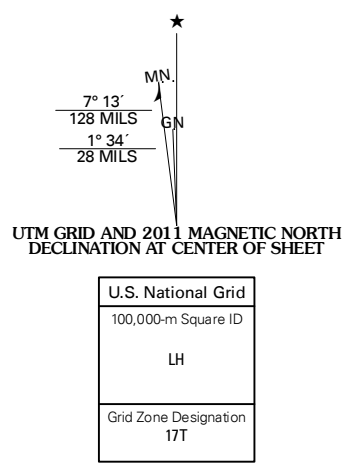 MN.
7° 13´
128 MILS
GN
1° 34´
28 MILS
UTM GRID AND 2011 MAGNETIC NORTH
DECLINATION AT CENTER OF SHEET
U.S. National Grid
100,000-m Square ID
LH
Grid Zone Designation
17T